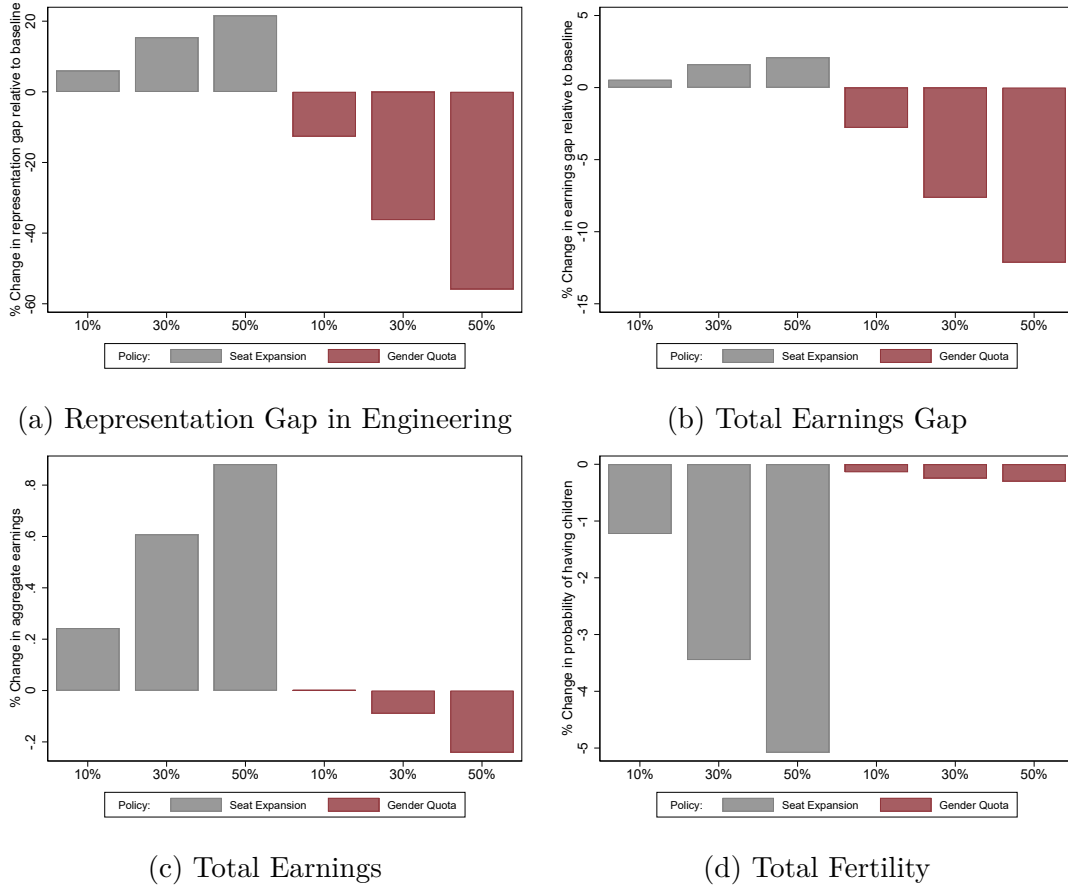 % Change in representation gap relative to baseline
20
0
-20
-40
-60
10%
30%
50%
10%
30%
50%
Policy:
Seat Expansion
Gender Quota
(a) Representation Gap in Engineering
% Change in earnings gap relative to baseline
5
0
-5
-10
-15
10%
30%
50%
10%
30%
50%
Policy:
Seat Expansion
Gender Quota
(b) Total Earnings Gap
% Change in aggregate earnings
.8
.6
.4
.2
0
-.2
10%
30%
50%
10%
30%
50%
Policy:
Seat Expansion
Gender Quota
(c) Total Earnings
% Change in probability of having children
0
-1
-2
-3
-4
-5
10%
30%
50%
10%
30%
50%
Policy:
Seat Expansion
Gender Quota
(d) Total Fertility